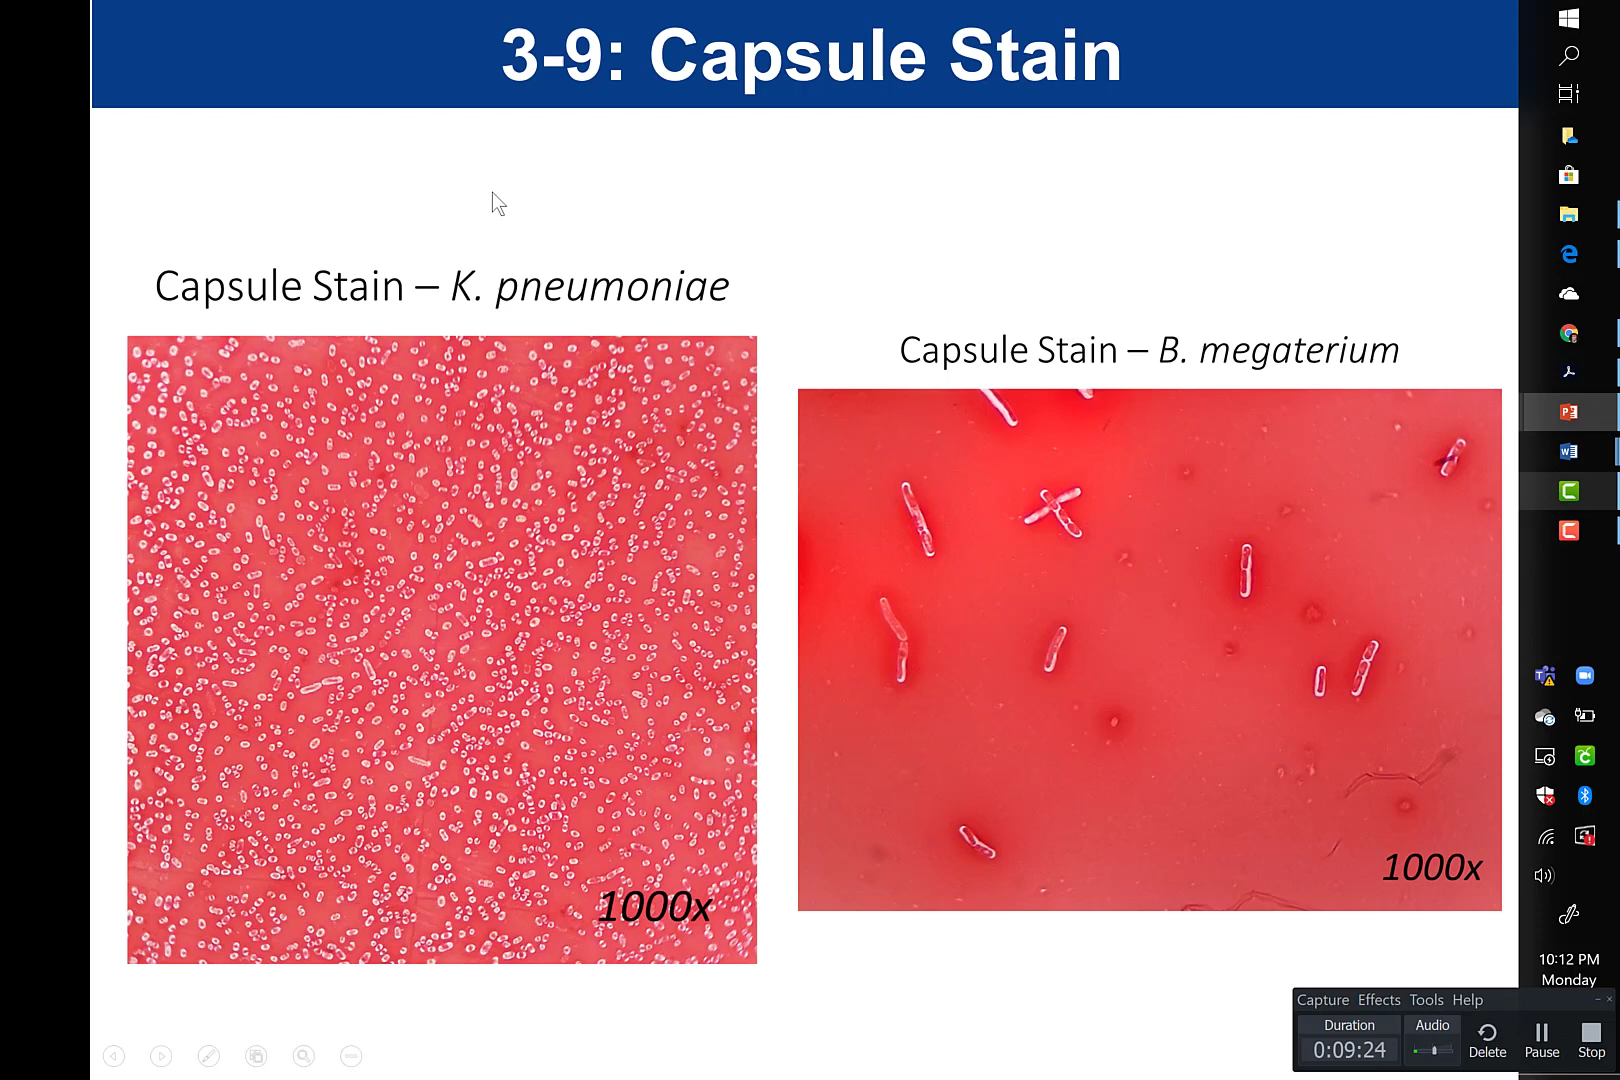 3-9: Capsule Stain
Capsule Stain – K. pneumoniae
Capsule Stain – B. megaterium
1000x
1000x
10:12 PM
Monday
Capture Effects Tools Help
Duration
0:09:24
Audio
Delete
Pause
Stop